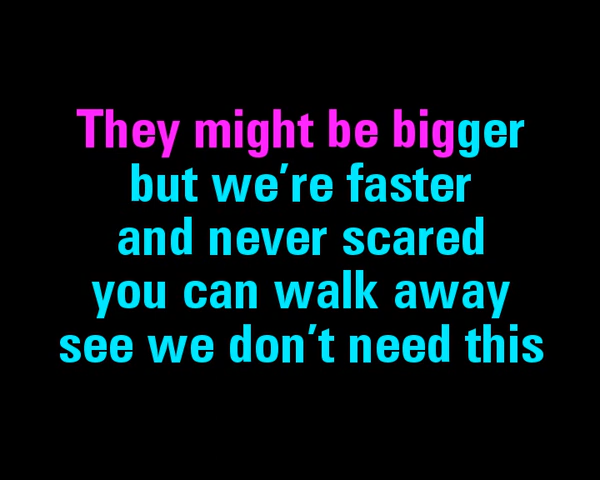 They might be bigger
but we’re faster
and never scared
you can walk away
see we don’t need this